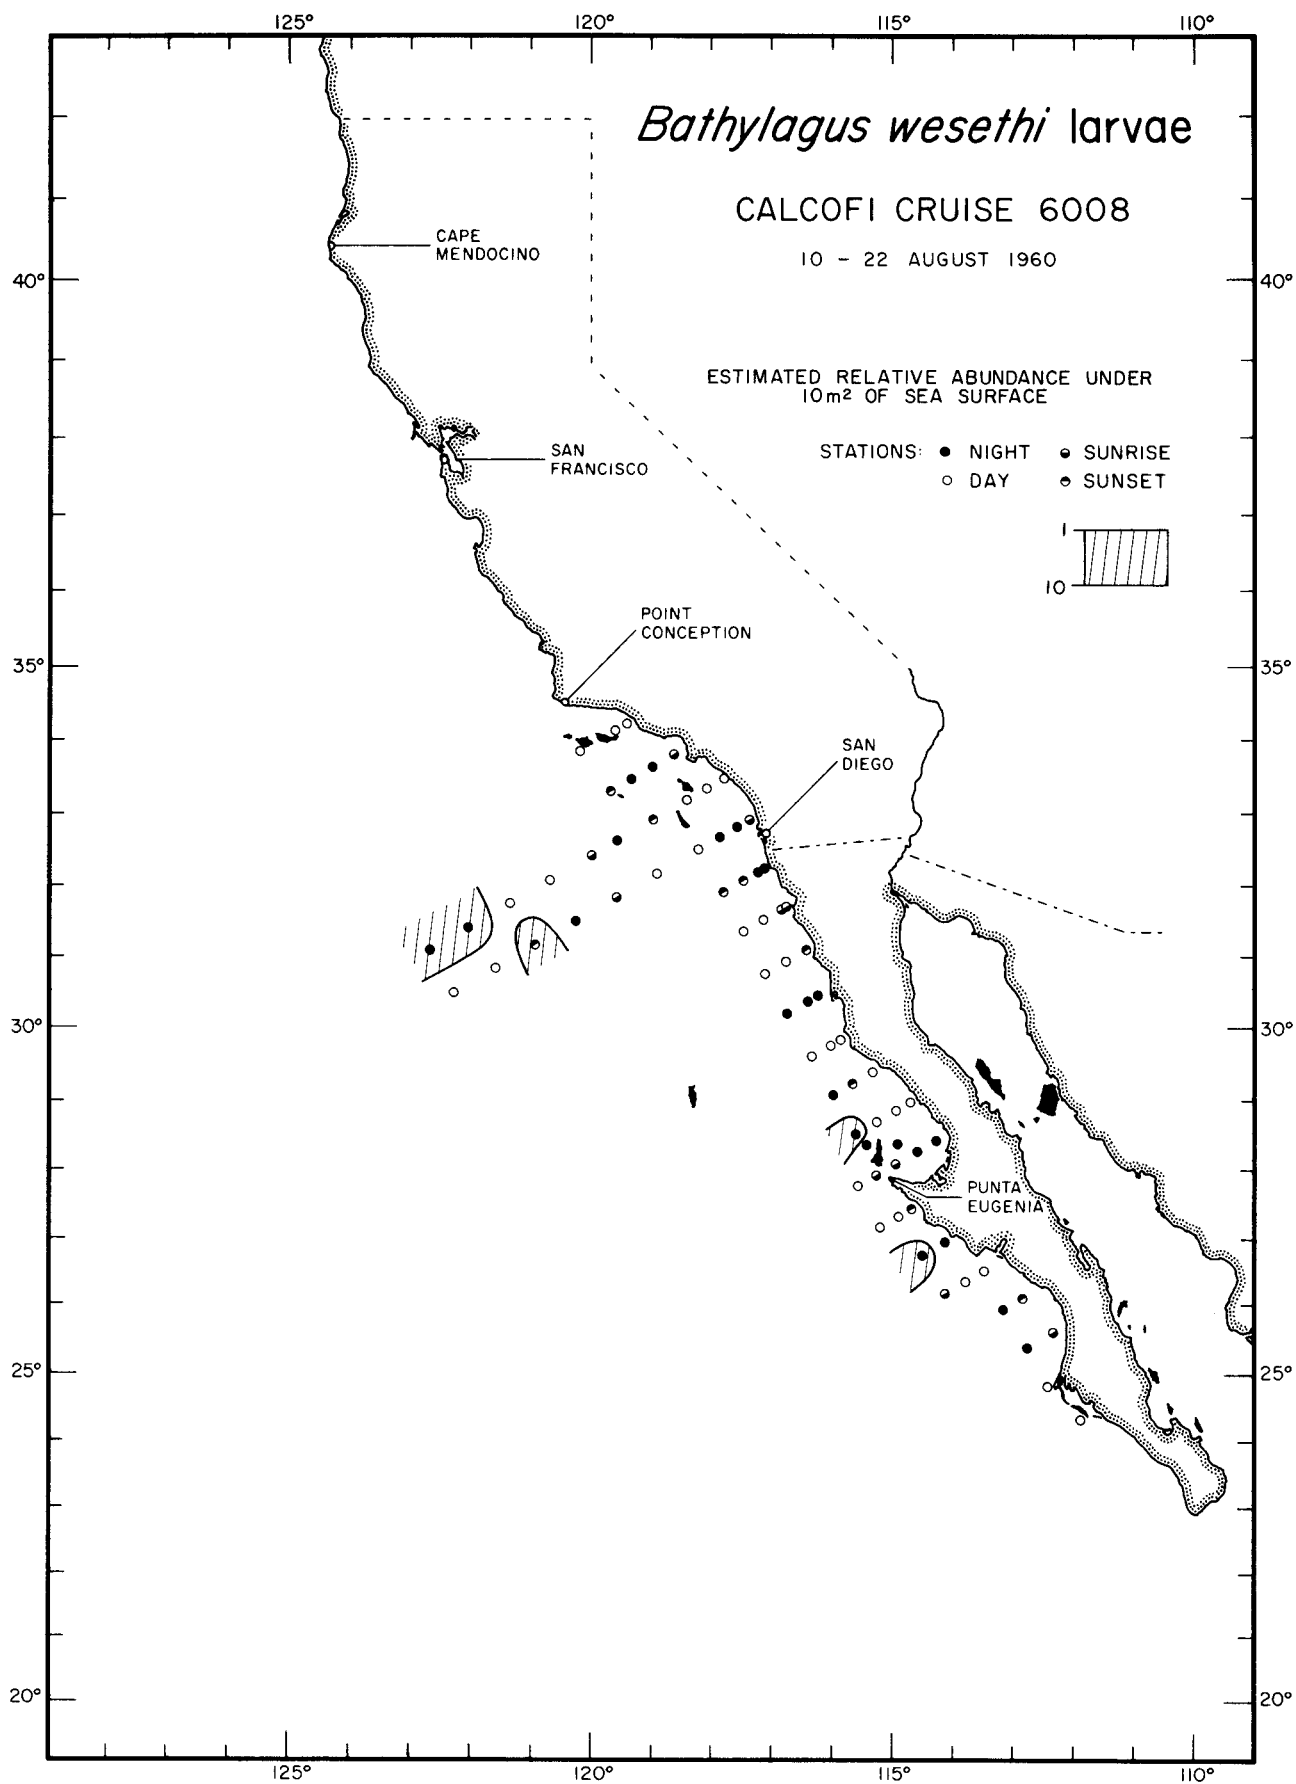 125° 120° 115° 110°
Bathylagus wesethi larvae
CALCOFI CRUISE 6008
10 - 22 AUGUST 1960
CAPE
MENDOCINO
40° 40°
ESTIMATED RELATIVE ABUNDANCE UNDER
10m² OF SEA SURFACE
STATIONS: NIGHT SUNRISE
DAY SUNSET
SAN
FRANCISCO
1
10
POINT
CONCEPTION
35° 35°
SAN
DIEGO
30° 30°
PUNTA
EUGENIA
25° 25°
20° 20°
125° 120° 115° 110°